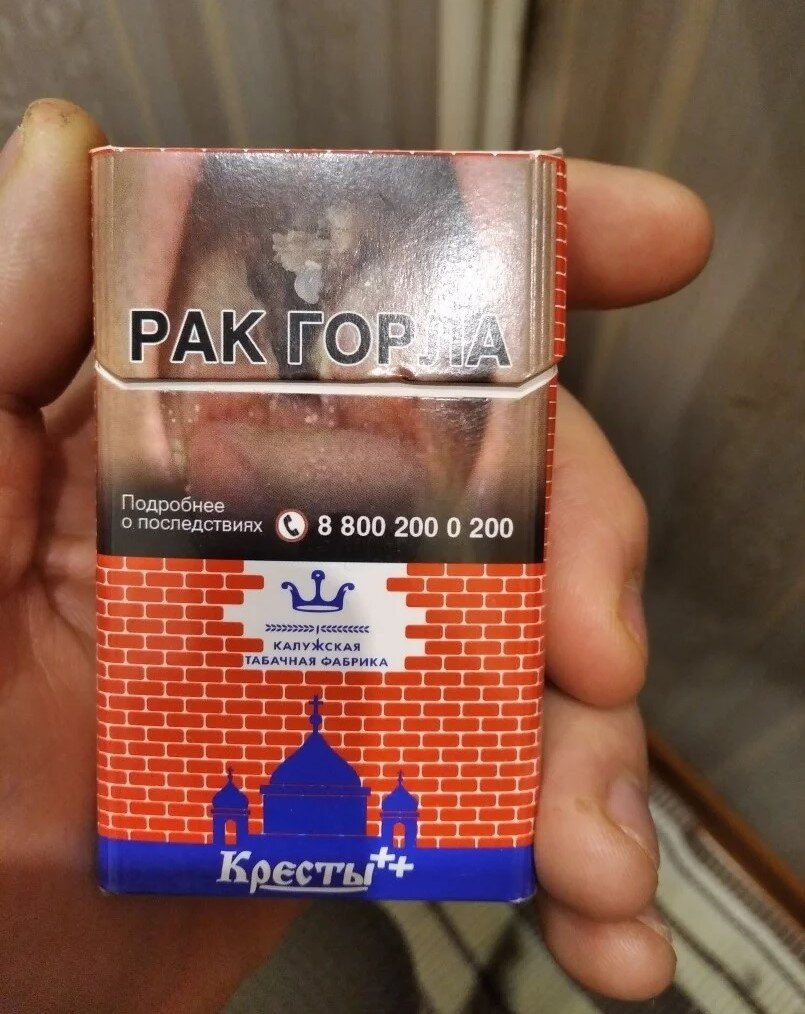 РАК ГОРЛА
Подробнее
о последствиях 8 800 200 0 200
КАЛУЖСКАЯ
ТАБАЧНАЯ ФАБРИКА
Кресты++